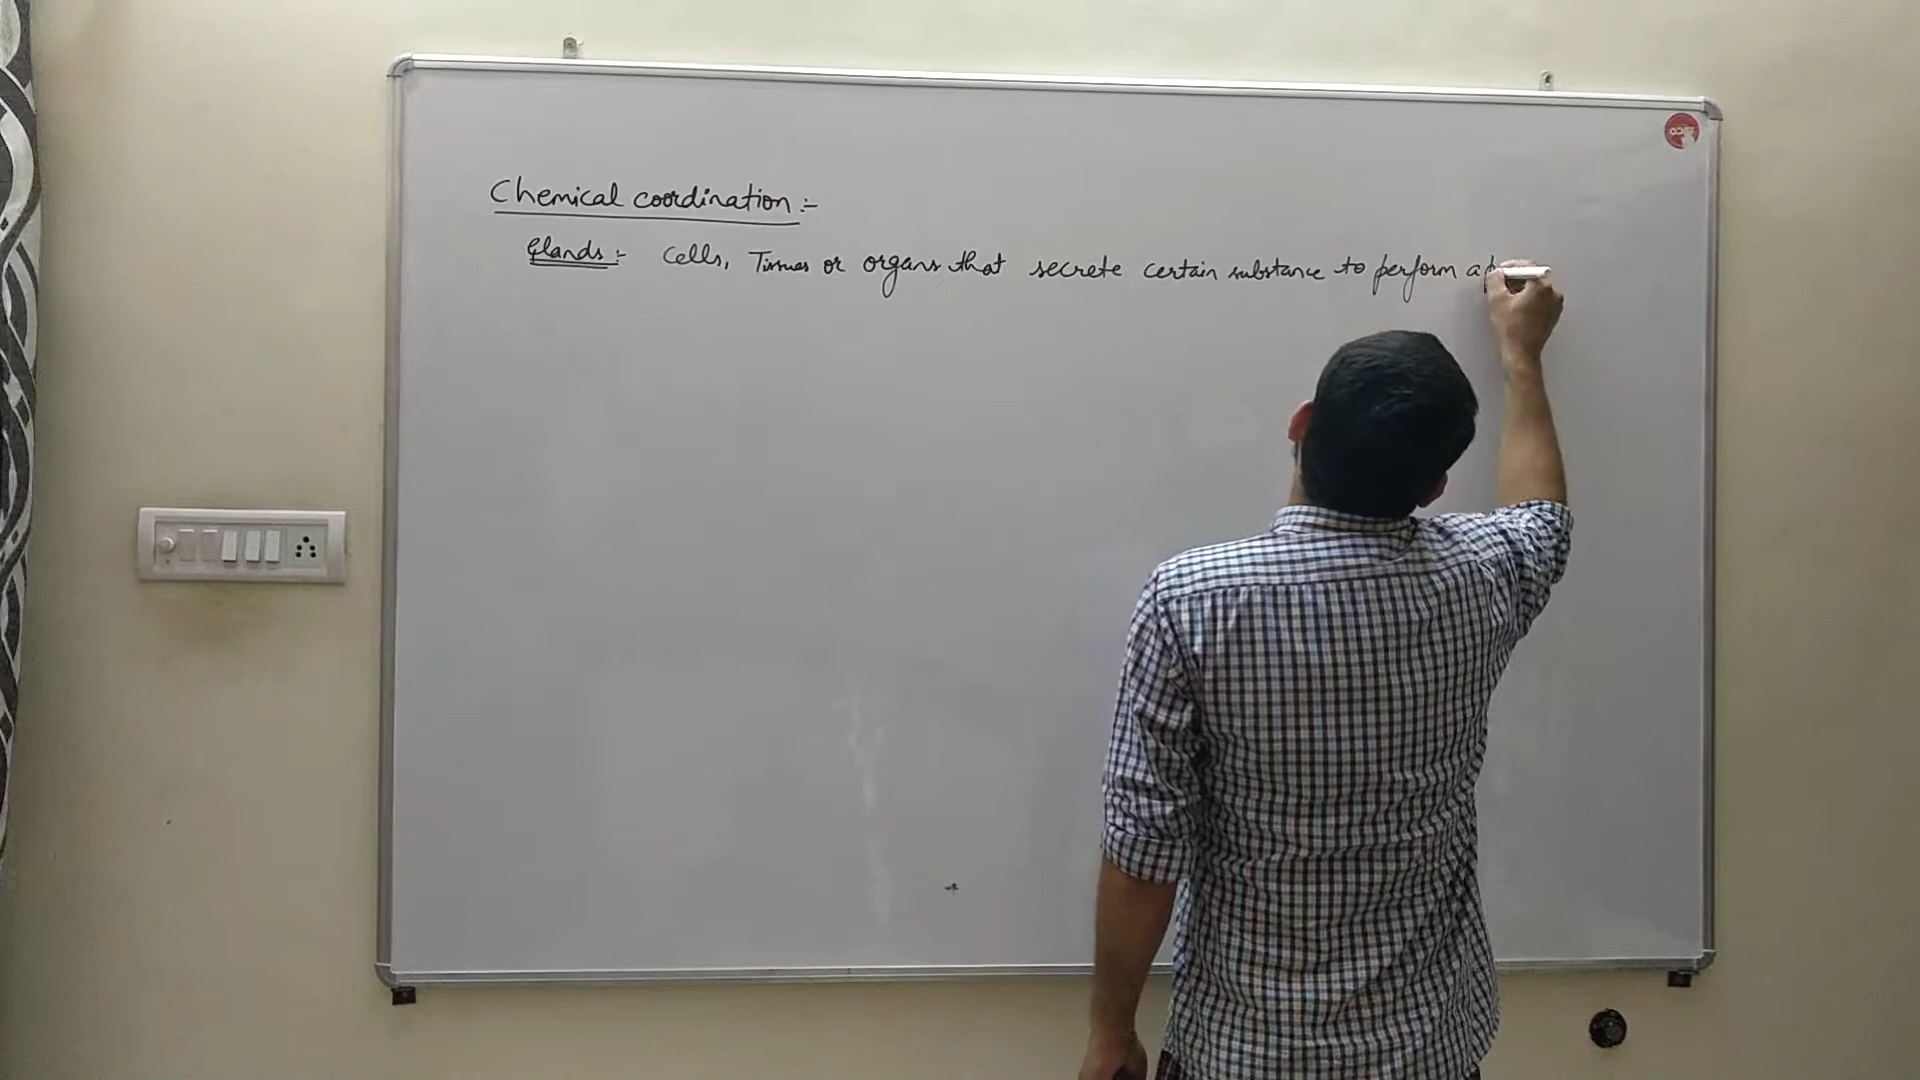 Chemical coordination :-
Glands :- Cells, Tissues or organs that secrete certain substance to perform a